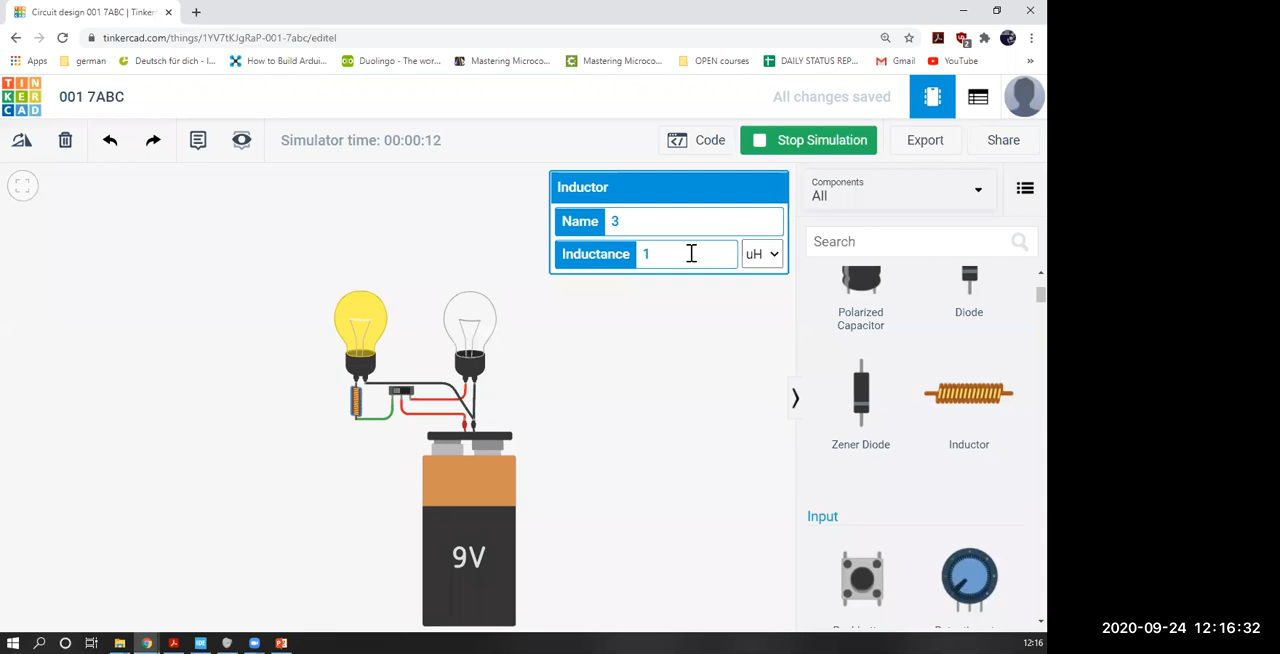 Circuit design 001 7ABC | Tinker
tinkercad.com/things/1YV7tKJgRaP-001-7abc/editel
Apps
german
Deutsch für dich - I...
How to Build Ardui...
Duolingo - The wor...
Mastering Microco...
Mastering Microco...
OPEN courses
DAILY STATUS REP...
Gmail
YouTube
»
TIN
KER
CAD
001 7ABC
All changes saved
Simulator time: 00:00:12
Code
Stop Simulation
Export
Share
Inductor
Name 3
Inductance 1 uH
Components
All
Search
Polarized
Capacitor
Diode
Zener Diode
Inductor
Input
9V
12:16
2020-09-24 12:16:32